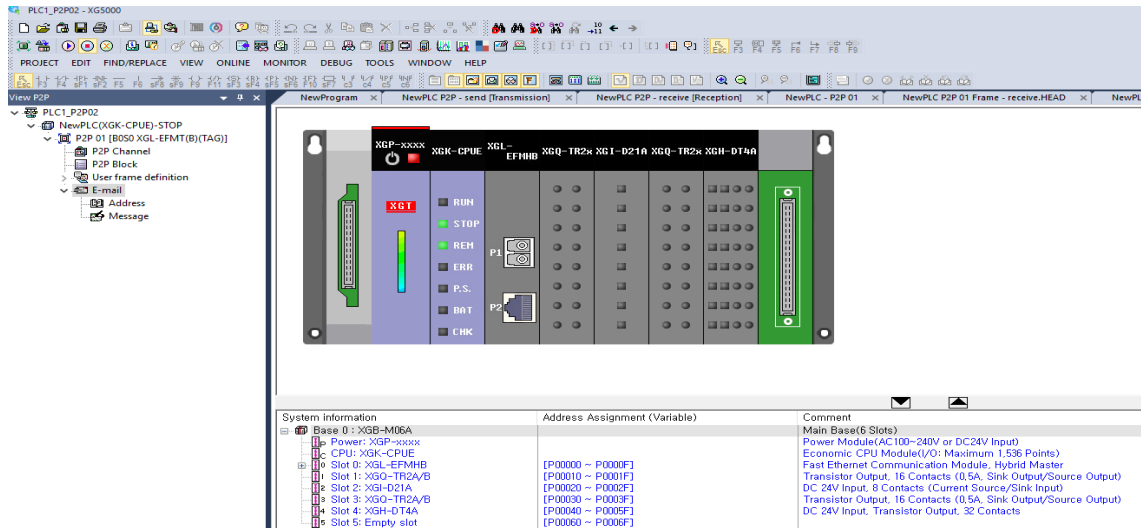 PLC1_P2P02 - XG5000
PROJECT EDIT FIND/REPLACE VIEW ONLINE MONITOR DEBUG TOOLS WINDOW HELP
View P2P
NewProgram NewPLC P2P - send [Transmission] NewPLC P2P - receive [Reception] NewPLC - P2P 01 NewPLC P2P 01 Frame - receive.HEAD NewPL
PLC1_P2P02
NewPLC(XGK-CPUE)-STOP
P2P 01 [B0S0 XGL-EFMT(B)(TAG)]
P2P Channel
P2P Block
User frame definition
E-mail
Address
Message
XGP-xxxx XGK-CPUE XGL-EFMHB XGQ-TR2x XGI-D21A XGQ-TR2x XGH-DT4A
XGT
RUN
STOP
REM
ERR
P.S.
BAT
CHK
P1
P2
System information Address Assignment (Variable) Comment
Base 0 : XGB-M06A Main Base(6 Slots)
Power: XGP-xxxx Power Module(AC100~240V or DC24V Input)
CPU: XGK-CPUE Economic CPU Module(I/O: Maximum 1,536 Points)
Slot 0: XGL-EFMHB [P00000 ~ P0000F] Fast Ethernet Communication Module, Hybrid Master
Slot 1: XGQ-TR2A/B [P00010 ~ P0001F] Transistor Output, 16 Contacts (0,5A, Sink Output/Source Output)
Slot 2: XGI-D21A [P00020 ~ P0002F] DC 24V Input, 8 Contacts (Current Source/Sink Input)
Slot 3: XGQ-TR2A/B [P00030 ~ P0003F] Transistor Output, 16 Contacts (0,5A, Sink Output/Source Output)
Slot 4: XGH-DT4A [P00040 ~ P0005F] DC 24V Input, Transistor Output, 32 Contacts
Slot 5: Empty slot [P00060 ~ P0006F]